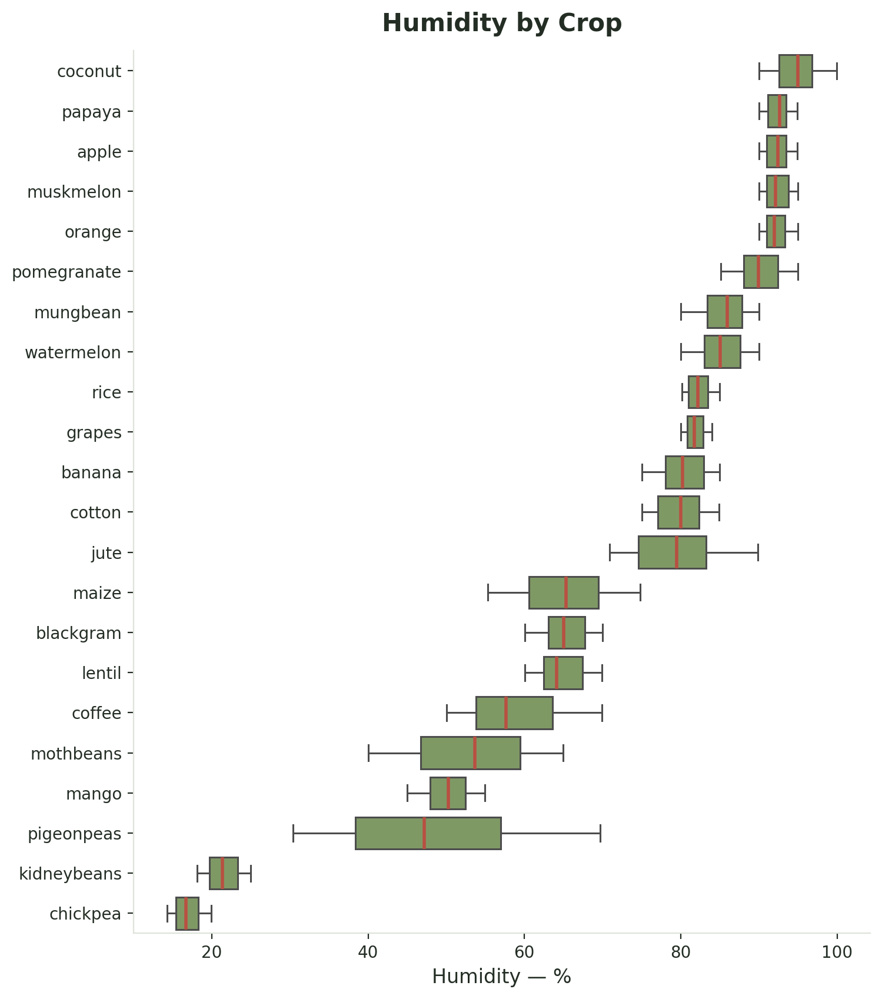 Humidity by Crop
coconut
papaya
apple
muskmelon
orange
pomegranate
mungbean
watermelon
rice
grapes
banana
cotton
jute
maize
blackgram
lentil
coffee
mothbeans
mango
pigeonpeas
kidneybeans
chickpea
20 40 60 80 100
Humidity — %